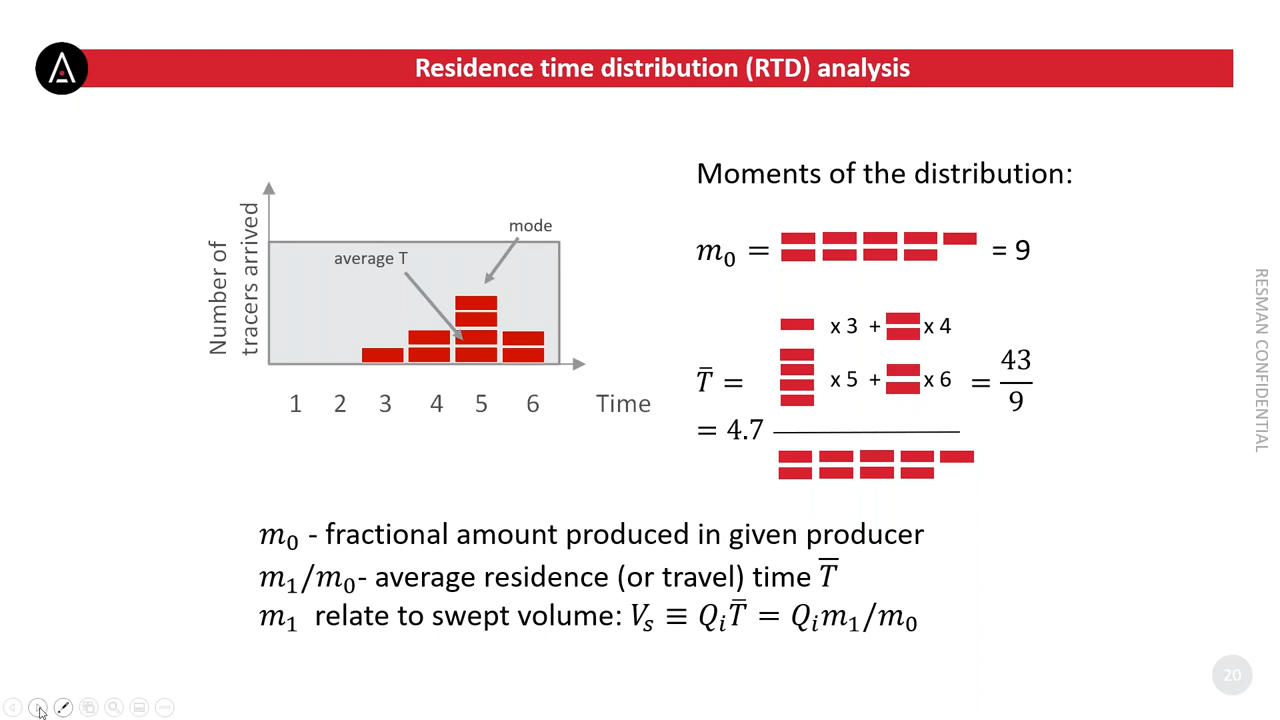 Residence time distribution (RTD) analysis
Number of
tracers arrived
average T
mode
1 2 3 4 5 6 Time
Moments of the distribution:
m₀ = = 9
x 3 + x 4
T̅ = x 5 + x 6 = 43/9
= 4.7
m₀ - fractional amount produced in given producer
m₁/m₀- average residence (or travel) time T̅
m₁ relate to swept volume: Vₛ ≡ QᵢT̅ = Qᵢm₁/m₀
RESMAN CONFIDENTIAL
20